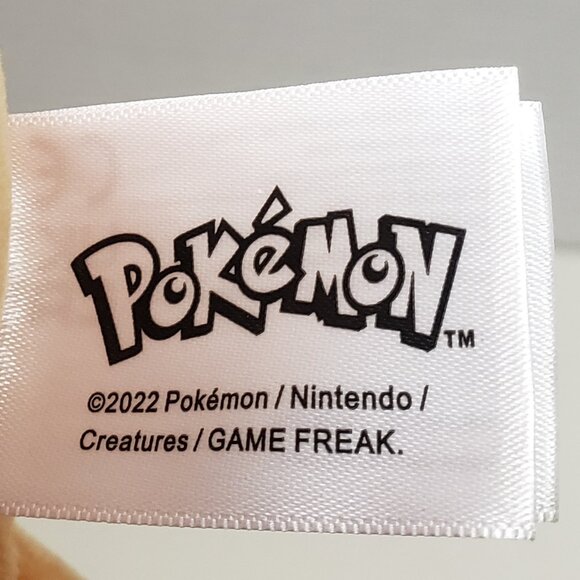 POKéMON™
©2022 Pokémon / Nintendo /
Creatures / GAME FREAK.